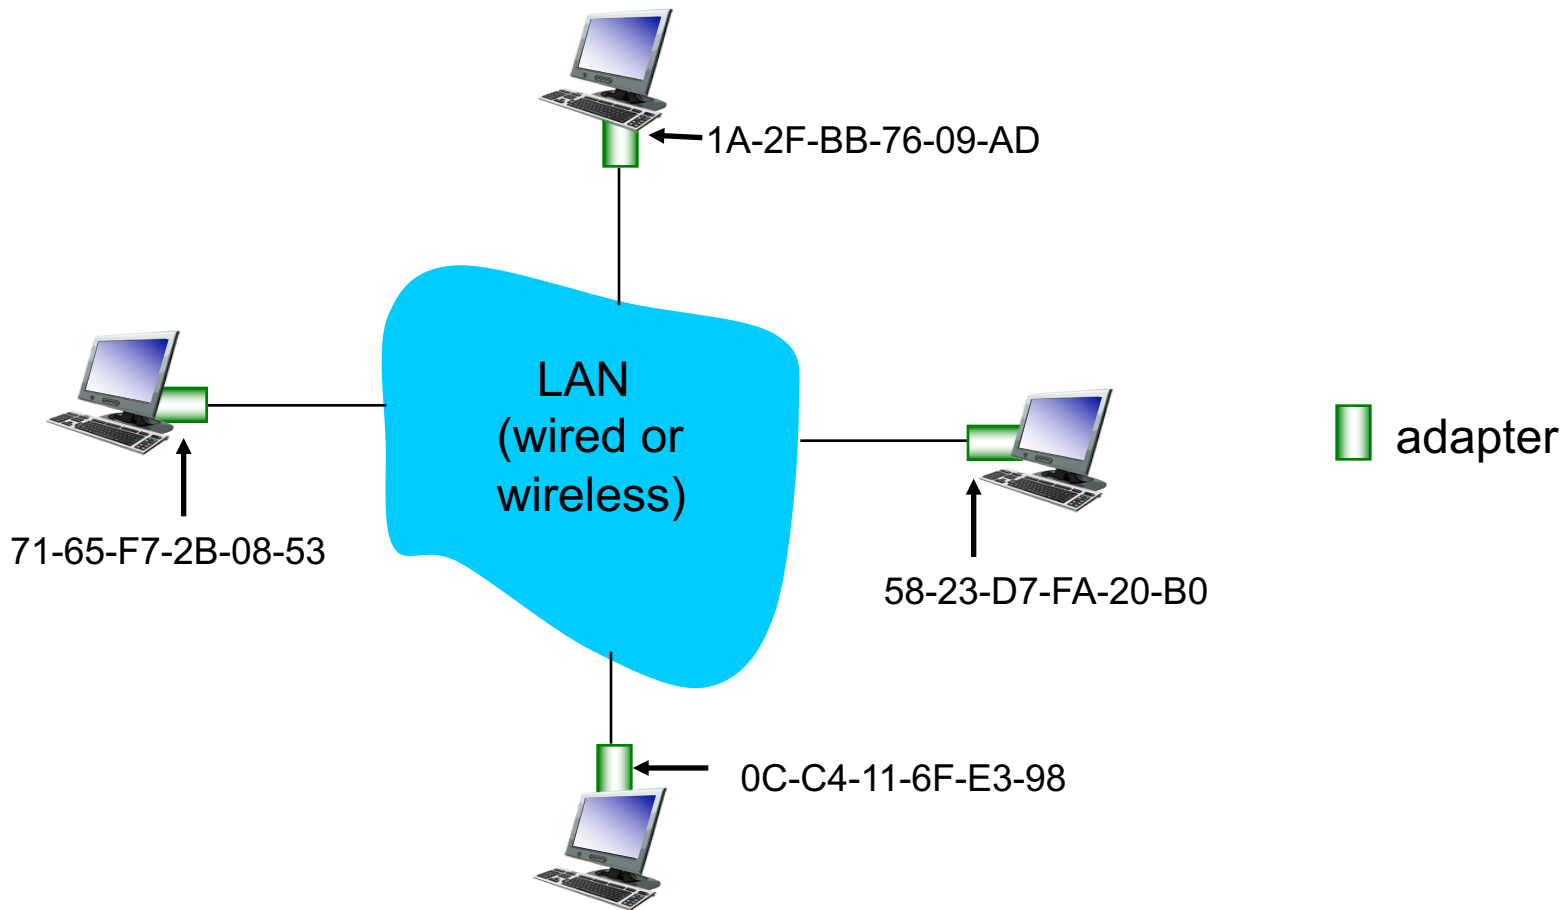 1A-2F-BB-76-09-AD
LAN
(wired or
wireless)
adapter
71-65-F7-2B-08-53
58-23-D7-FA-20-B0
0C-C4-11-6F-E3-98